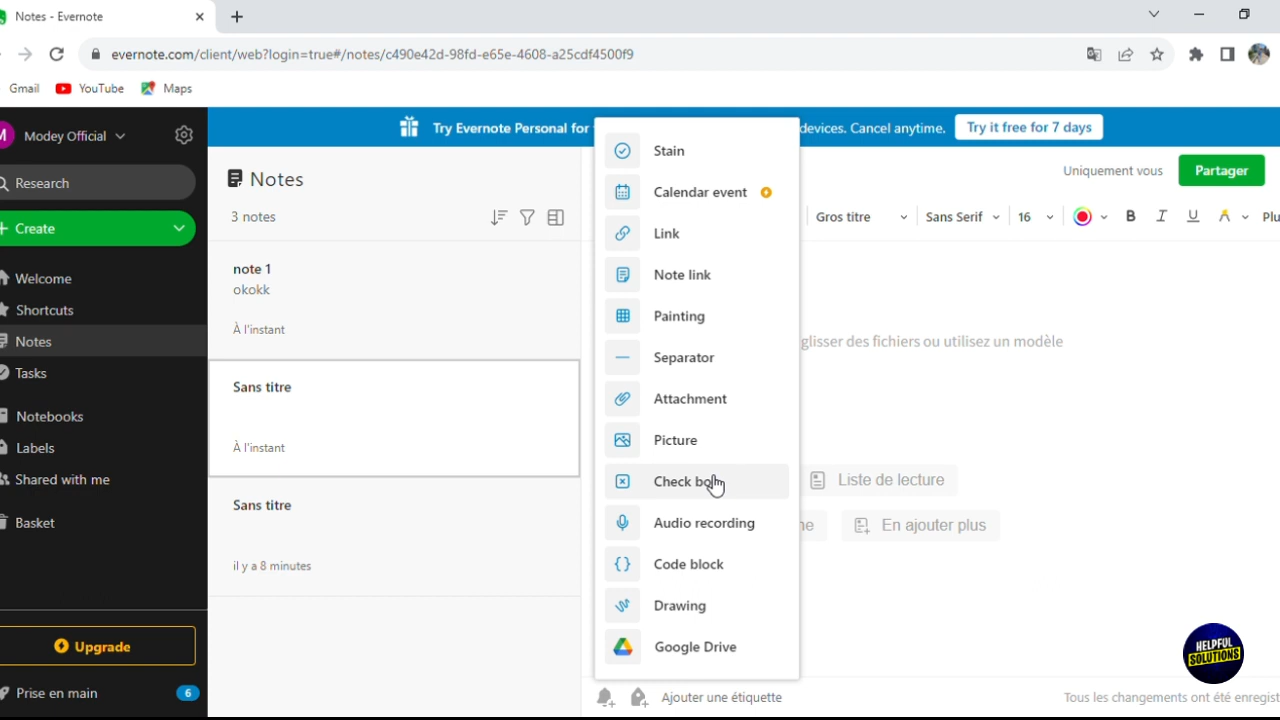 Notes - Evernote
evernote.com/client/web?login=true#/notes/c490e42d-98fd-e65e-4608-a25cdf4500f9
Gmail YouTube Maps
Try Evernote Personal for
devices. Cancel anytime.
Try it free for 7 days
Modey Official
Research
Create
Welcome
Shortcuts
Notes
Tasks
Notebooks
Labels
Shared with me
Basket
Upgrade
Prise en main 6
Notes
3 notes
note 1
okokk
À l'instant
Sans titre
À l'instant
Sans titre
il y a 8 minutes
Stain
Calendar event
Link
Note link
Painting
Separator
Attachment
Picture
Check box
Audio recording
Code block
Drawing
Google Drive
Uniquement vous
Partager
Gros titre Sans Serif 16 B I U A Plu
glisser des fichiers ou utilisez un modèle
Liste de lecture
ne
En ajouter plus
Ajouter une étiquette
Tous les changements ont été enregist
HELPFUL
SOLUTIONS